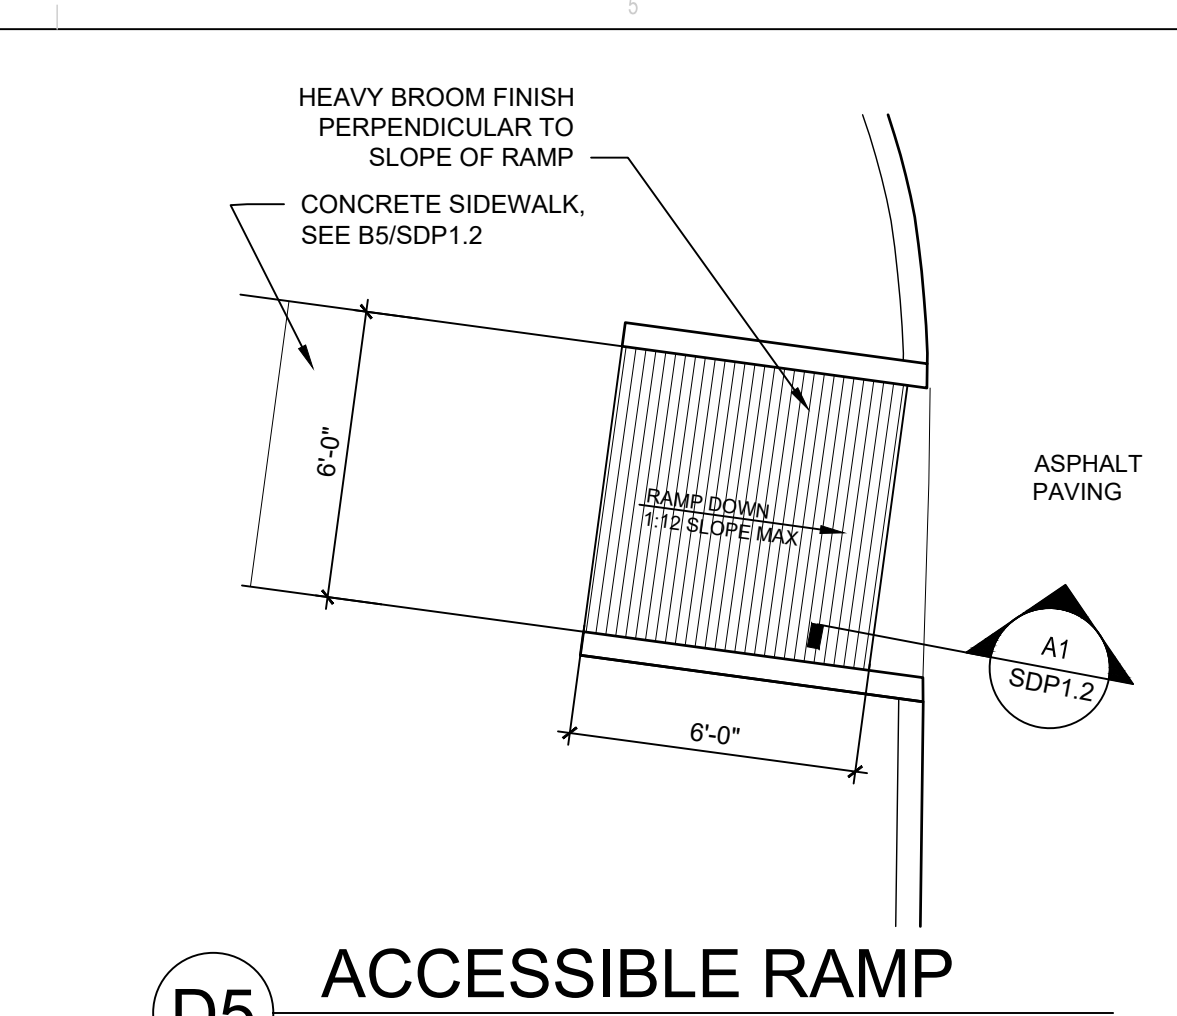 5
HEAVY BROOM FINISH
PERPENDICULAR TO
SLOPE OF RAMP
CONCRETE SIDEWALK,
SEE B5/SDP1.2
6'-0"
RAMP DOWN
1:12 SLOPE MAX
ASPHALT
PAVING
A1
SDP1.2
6'-0"
ACCESSIBLE RAMP
D5